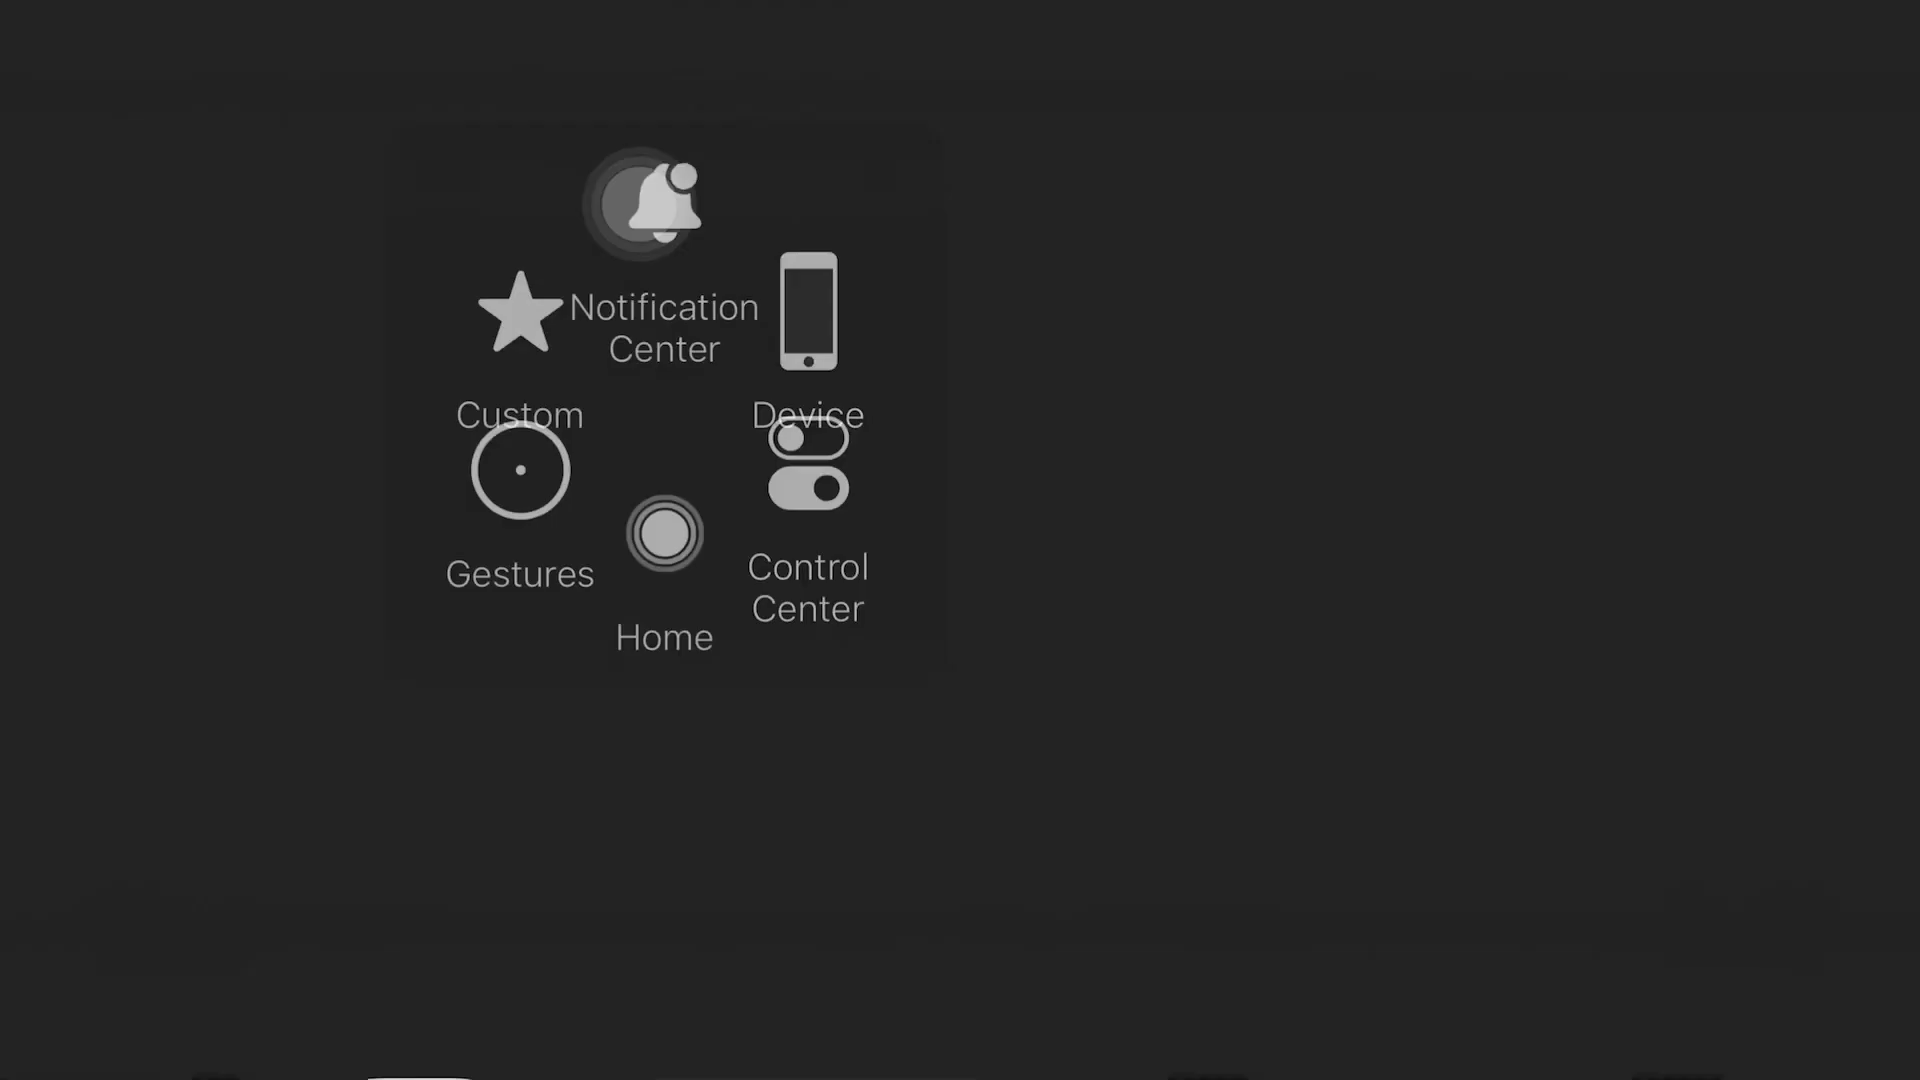 Notification
Center
Custom
Device
Gestures
Control
Center
Home